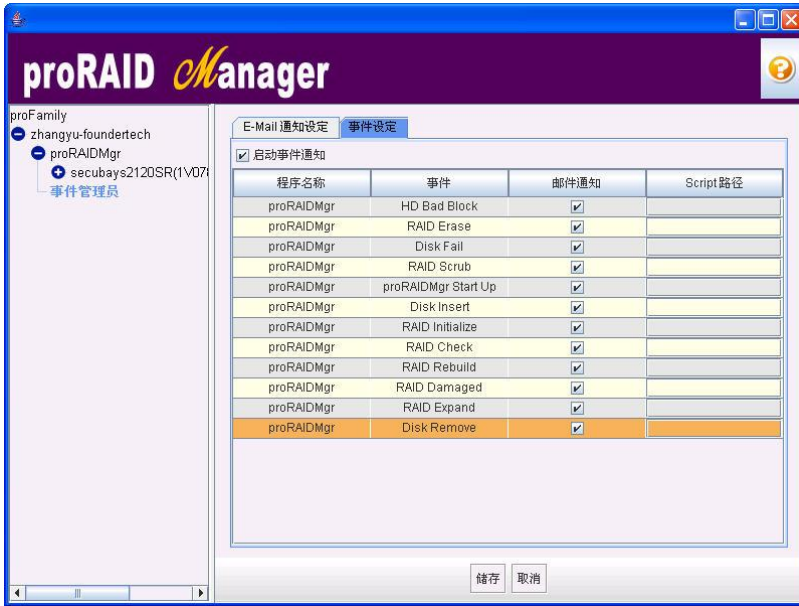 proRAID Manager
proFamily
zhangyu-foundertech
proRAIDMgr
secubays2120SR(1V078
事件管理员
E-Mail 通知设定 事件设定
启动事件通知
程序名称 事件 邮件通知 Script 路径
proRAIDMgr HD Bad Block
proRAIDMgr RAID Erase
proRAIDMgr Disk Fail
proRAIDMgr RAID Scrub
proRAIDMgr proRAIDMgr Start Up
proRAIDMgr Disk Insert
proRAIDMgr RAID Initialize
proRAIDMgr RAID Check
proRAIDMgr RAID Rebuild
proRAIDMgr RAID Damaged
proRAIDMgr RAID Expand
proRAIDMgr Disk Remove
储存 取消